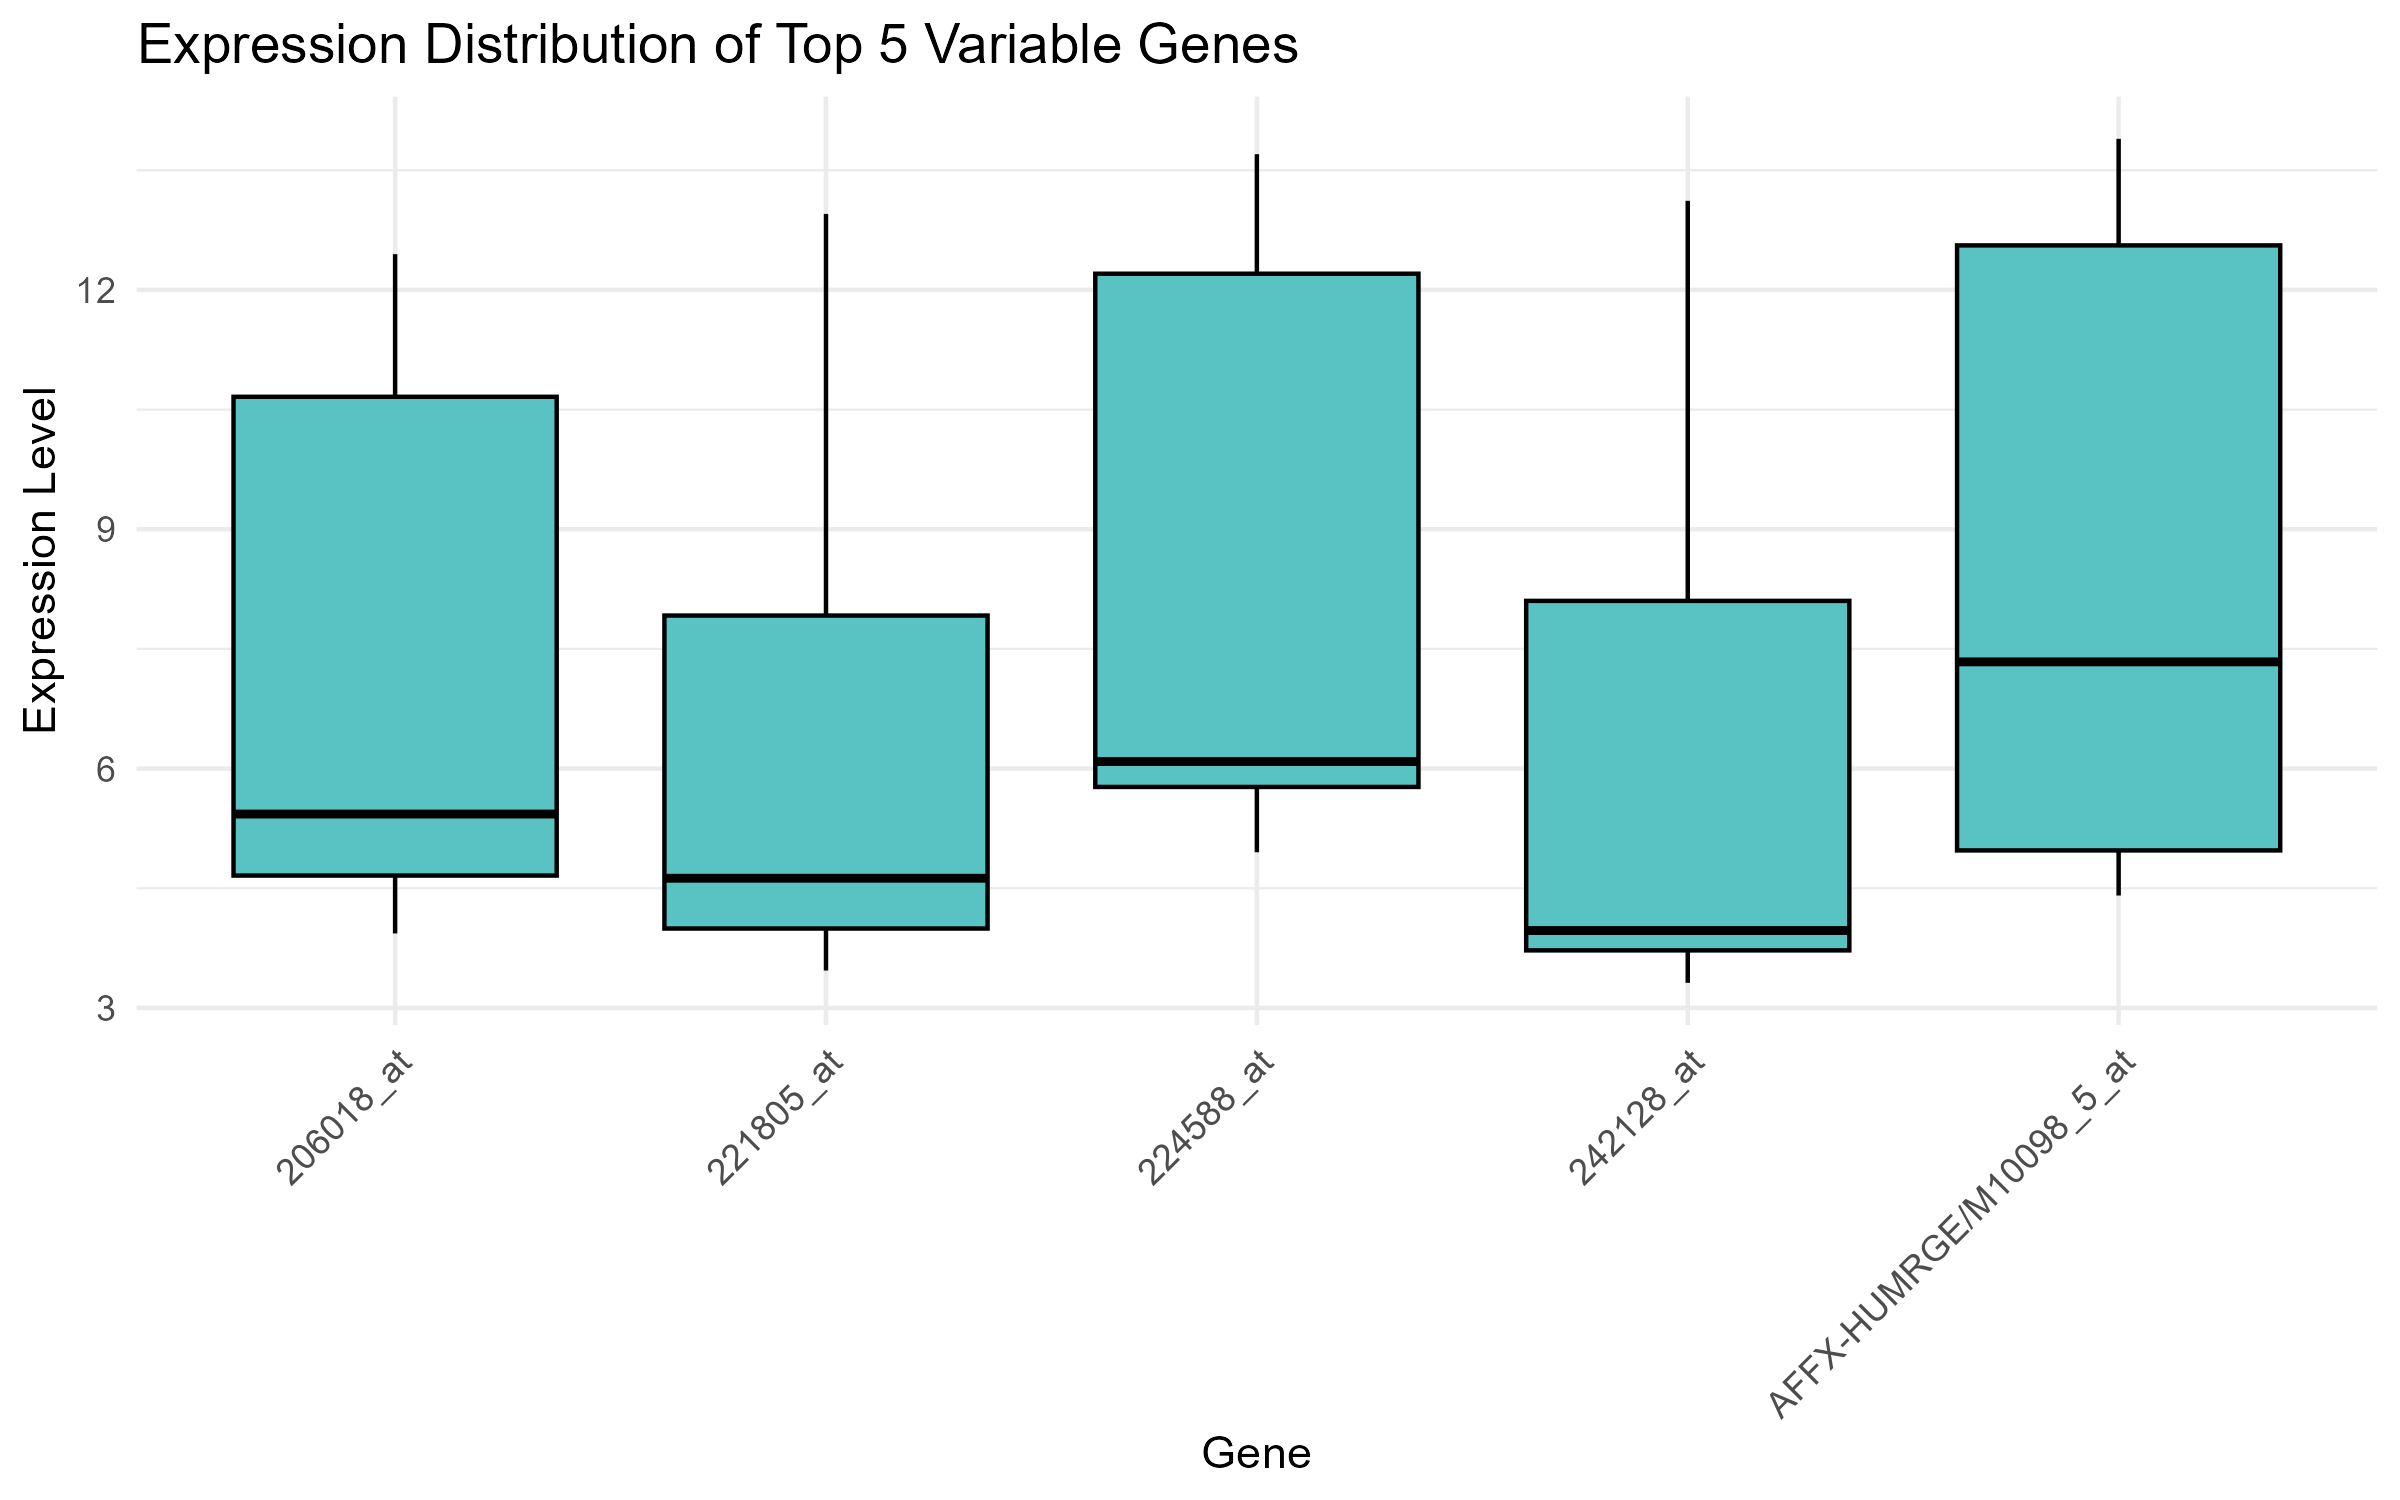 Expression Distribution of Top 5 Variable Genes
Expression Level
12
9
6
3
206018_at
221805_at
224588_at
242128_at
AFFX-HUMRGE/M10098_5_at
Gene